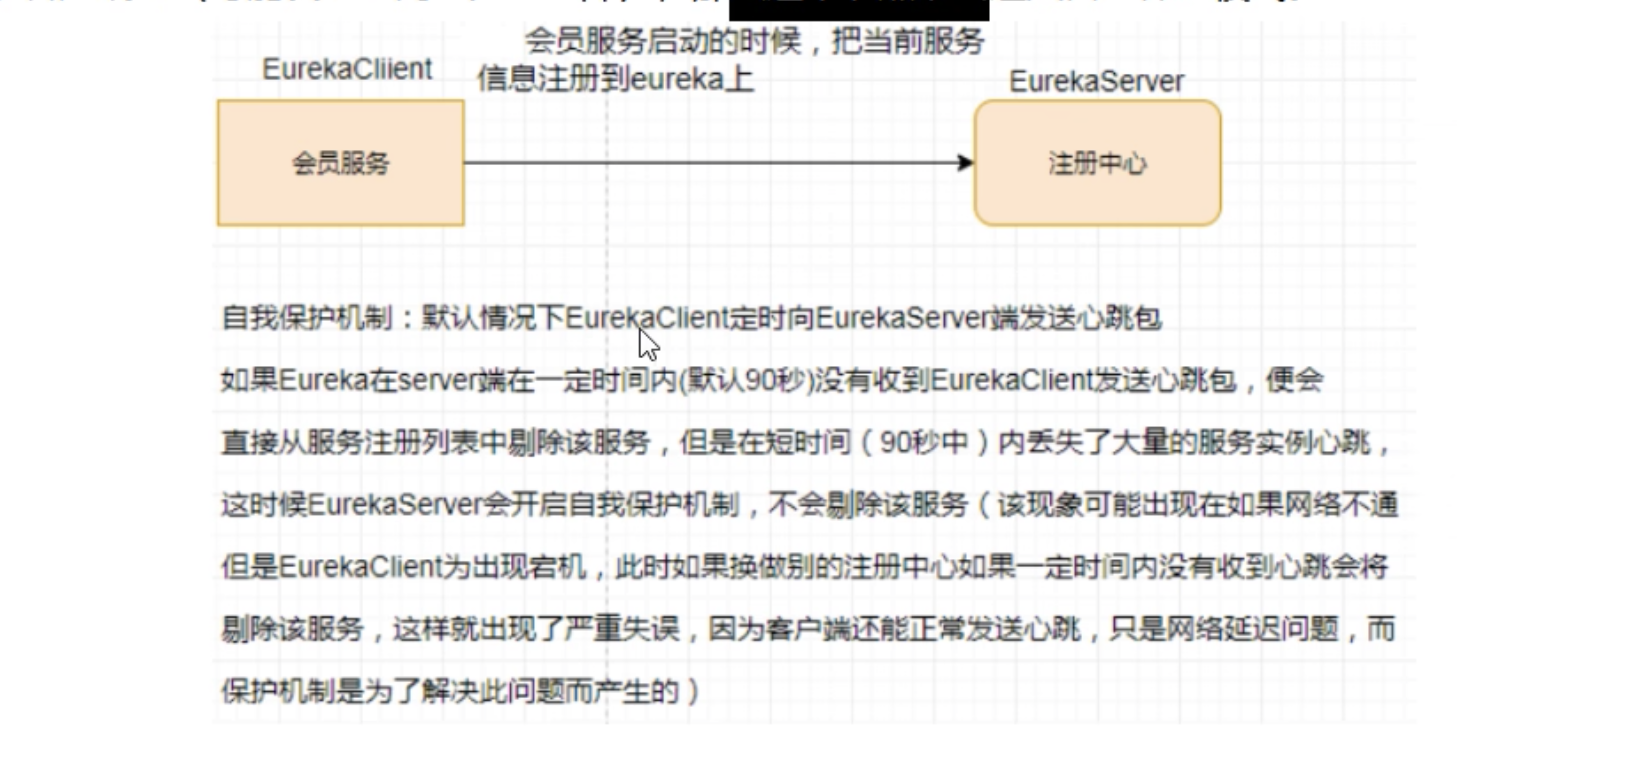 会员服务启动的时候，把当前服务
EurekaCliient
信息注册到eureka上
EurekaServer
会员服务
注册中心
自我保护机制：默认情况下EurekaClient定时向EurekaServer端发送心跳包
如果Eureka在server端在一定时间内(默认90秒)没有收到EurekaClient发送心跳包，便会
直接从服务注册列表中剔除该服务，但是在短时间（90秒中）内丢失了大量的服务实例心跳，
这时候EurekaServer会开启自我保护机制，不会剔除该服务（该现象可能出现在如果网络不通
但是EurekaClient为出现宕机，此时如果换做别的注册中心如果一定时间内没有收到心跳会将
剔除该服务，这样就出现了严重失误，因为客户端还能正常发送心跳，只是网络延迟问题，而
保护机制是为了解决此问题而产生的）